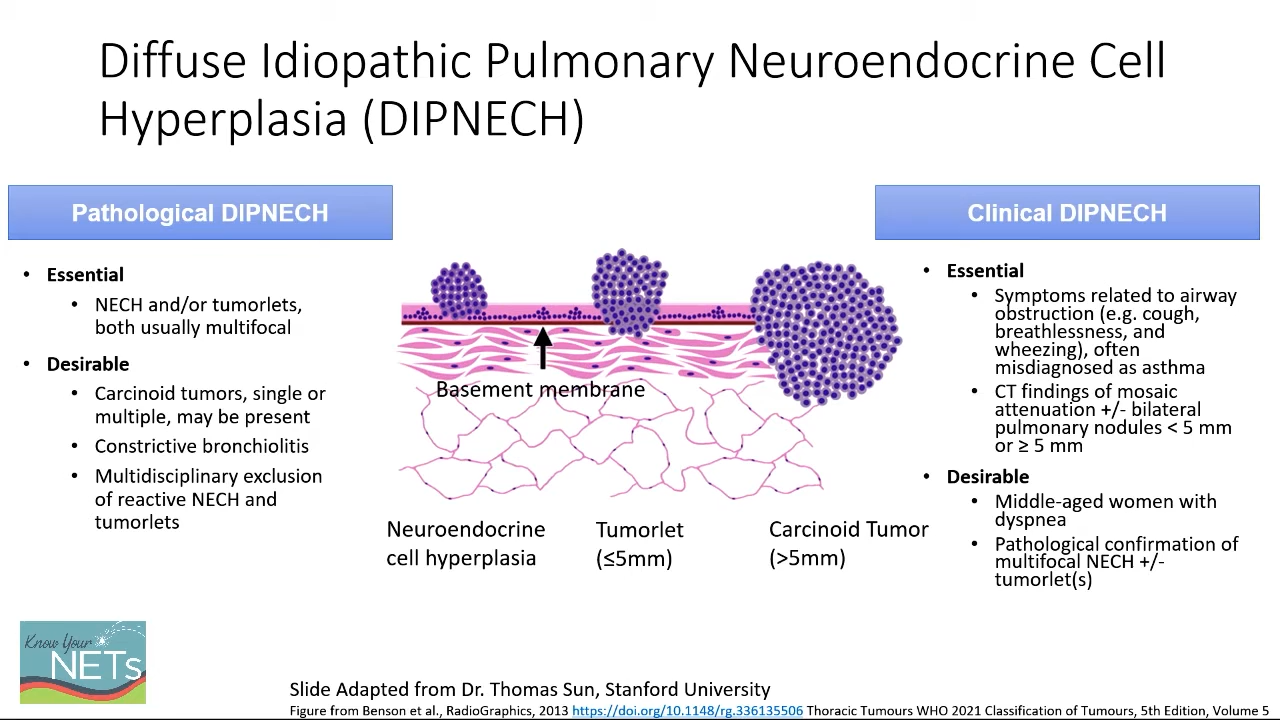 Diffuse Idiopathic Pulmonary Neuroendocrine Cell
Hyperplasia (DIPNECH)
Pathological DIPNECH
• Essential
• NECH and/or tumorlets,
both usually multifocal
• Desirable
• Carcinoid tumors, single or
multiple, may be present
• Constrictive bronchiolitis
• Multidisciplinary exclusion
of reactive NECH and
tumorlets
Basement membrane
Neuroendocrine
cell hyperplasia
Tumorlet
(≤5mm)
Carcinoid Tumor
(>5mm)
Clinical DIPNECH
• Essential
• Symptoms related to airway
obstruction (e.g. cough,
breathlessness, and
wheezing), often
misdiagnosed as asthma
• CT findings of mosaic
attenuation +/- bilateral
pulmonary nodules < 5 mm
or ≥ 5 mm
• Desirable
• Middle-aged women with
dyspnea
• Pathological confirmation of
multifocal NECH +/-
tumorlet(s)
Know Your
NETs
Slide Adapted from Dr. Thomas Sun, Stanford University
Figure from Benson et al., RadioGraphics, 2013 https://doi.org/10.1148/rg.336135506 Thoracic Tumours WHO 2021 Classification of Tumours, 5th Edition, Volume 5